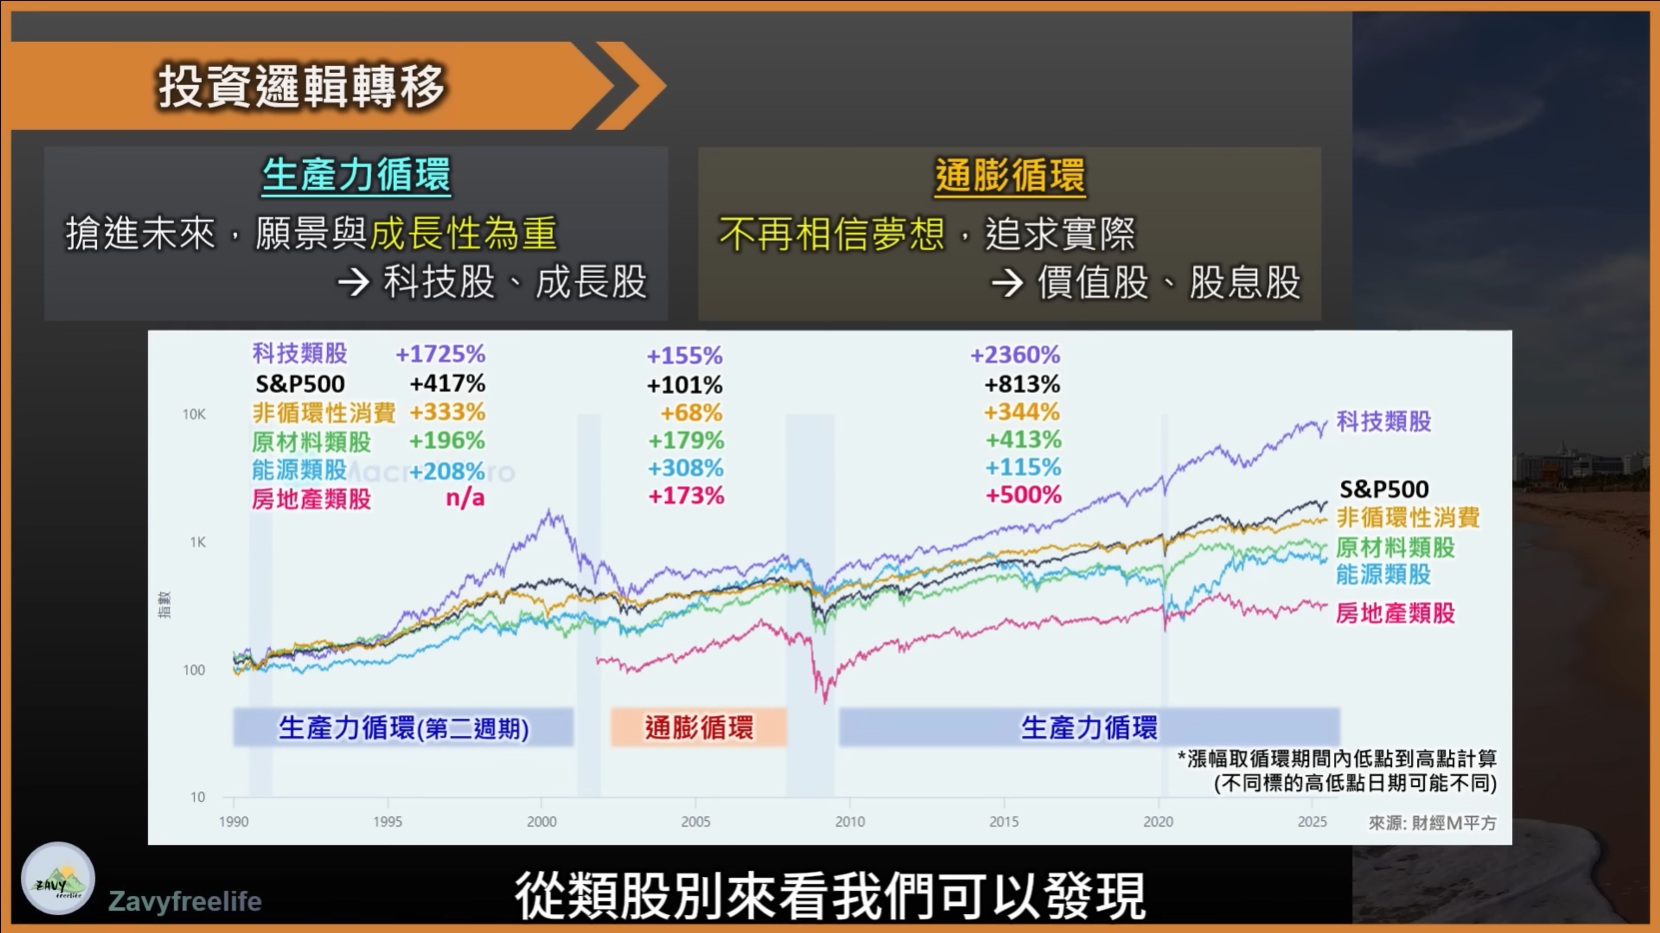 投資邏輯轉移
生產力循環
搶進未來，願景與成長性為重
→ 科技股、成長股
通膨循環
不再相信夢想，追求實際
→ 價值股、股息股
科技類股 +1725% +155% +2360%
S&P500 +417% +101% +813%
非循環性消費 +333% +68% +344%
原材料類股 +196% +179% +413%
能源類股 +208% +308% +115%
房地產類股 n/a +173% +500%
10K
1K
100
10
指數
科技類股
S&P500
非循環性消費
原材料類股
能源類股
房地產類股
生產力循環(第二週期) 通膨循環 生產力循環
*漲幅取循環期間內低點到高點計算
(不同標的高低點日期可能不同)
1990 1995 2000 2005 2010 2015 2020 2025
來源: 財經M平方
ZAVY
freelife
Zavyfreelife
從類股別來看我們可以發現